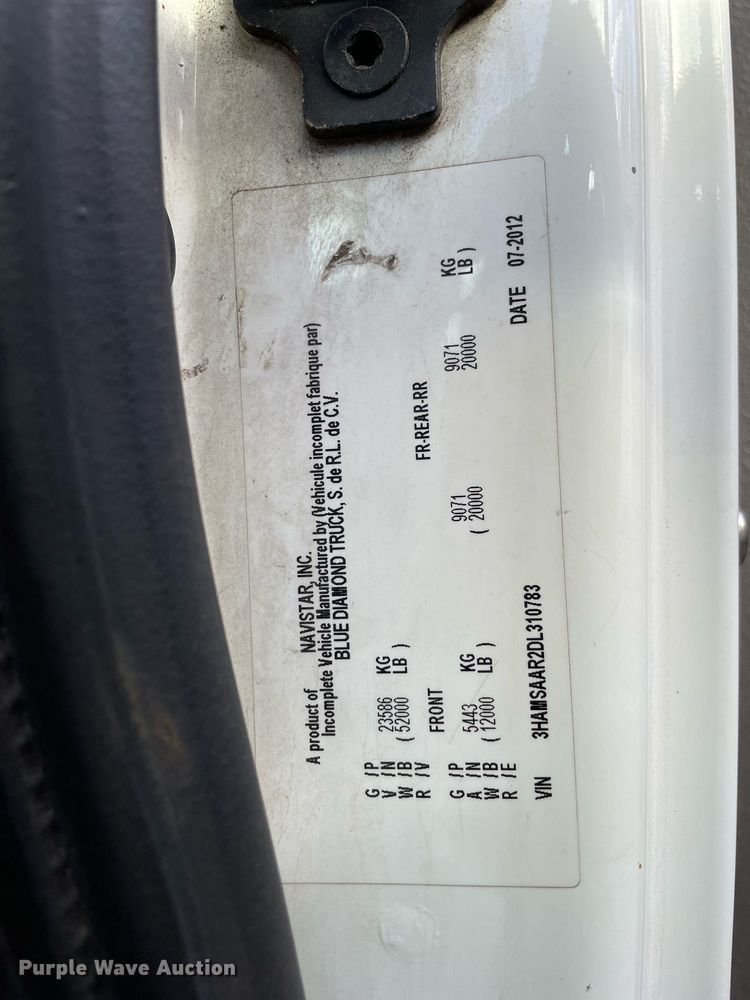 A product of NAVISTAR, INC.
Incomplete Vehicle Manufactured by (Vehicule incomplet fabrique par)
BLUE DIAMOND TRUCK, S. de R.L. de C.V.
G /P
V /N 23586 KG
W /B ( 52000 LB )
R /V
FRONT FR-REAR-RR
G /P
A /N 5443 KG 9071 9071 KG
W /B ( 12000 LB ) ( 20000 20000 LB )
R /E
VIN 3HAMSAAR2DL310783 DATE 07-2012
Purple Wave Auction